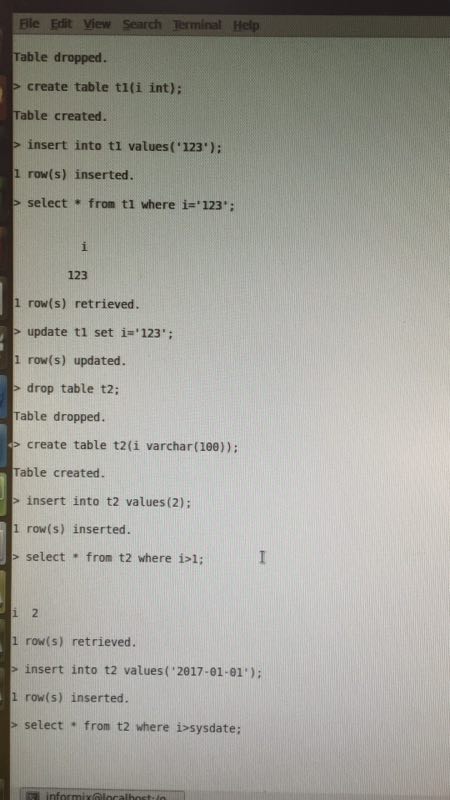 File Edit View Search Terminal Help
Table dropped.
> create table t1(i int);
Table created.
> insert into t1 values('123');
1 row(s) inserted.
> select * from t1 where i='123';
i
123
1 row(s) retrieved.
> update t1 set i='123';
1 row(s) updated.
> drop table t2;
Table dropped.
> create table t2(i varchar(100));
Table created.
> insert into t2 values(2);
1 row(s) inserted.
> select * from t2 where i>1;
i 2
1 row(s) retrieved.
> insert into t2 values('2017-01-01');
1 row(s) inserted.
> select * from t2 where i>sysdate;
informix@localhost:/